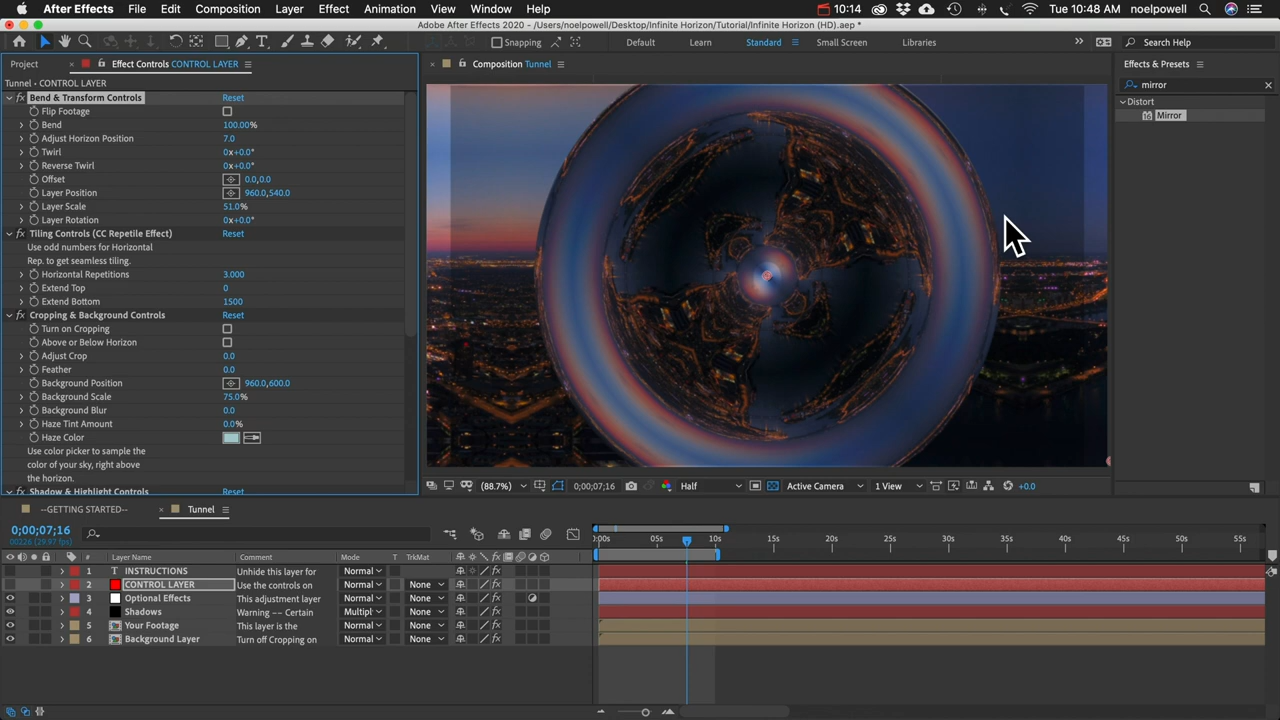 After Effects File Edit Composition Layer Effect Animation View Window Help 10:14 Tue 10:48 AM noelpowell
Adobe After Effects 2020 - /Users/noelpowell/Desktop/Infinite Horizon/Tutorial/Infinite Horizon (HD).aep *
Snapping Default Learn Standard Small Screen Libraries Search Help
Project Effect Controls CONTROL LAYER Composition Tunnel Effects & Presets
Tunnel • CONTROL LAYER mirror
Bend & Transform Controls Reset Distort
Flip Footage Mirror
Bend 100.00%
Adjust Horizon Position 7.0
Twirl 0x+0.0°
Reverse Twirl 0x+0.0°
Offset 0.0,0.0
Layer Position 960.0,540.0
Layer Scale 51.0%
Layer Rotation 0x+0.0°
Tiling Controls (CC Repetile Effect) Reset
Use odd numbers for Horizontal
Rep. to get seamless tiling.
Horizontal Repetitions 3.000
Extend Top 0
Extend Bottom 1500
Cropping & Background Controls Reset
Turn on Cropping
Above or Below Horizon
Adjust Crop 0.0
Feather 0.0
Background Position 960.0,600.0
Background Scale 75.0%
Background Blur 0.0
Haze Tint Amount 0.0%
Haze Color
Use color picker to sample the
color of your sky, right above
the horizon.
Shadow & Highlight Controls Reset
(88.7%) 0;00;07;16 Half Active Camera 1 View +0.0
--GETTING STARTED-- Tunnel
0;00;07;16
00226 (29.97 fps)
# Layer Name Comment Mode T TrkMat :00s 05s 10s 15s 20s 25s 30s 35s 40s 45s 50s 55s
1 T INSTRUCTIONS Unhide this layer for Normal
2 CONTROL LAYER Use the controls on Normal None
3 Optional Effects This adjustment layer Normal None
4 Shadows Warning -- Certain Multipl None
5 Your Footage This layer is the Normal None
6 Background Layer Turn off Cropping on Normal None